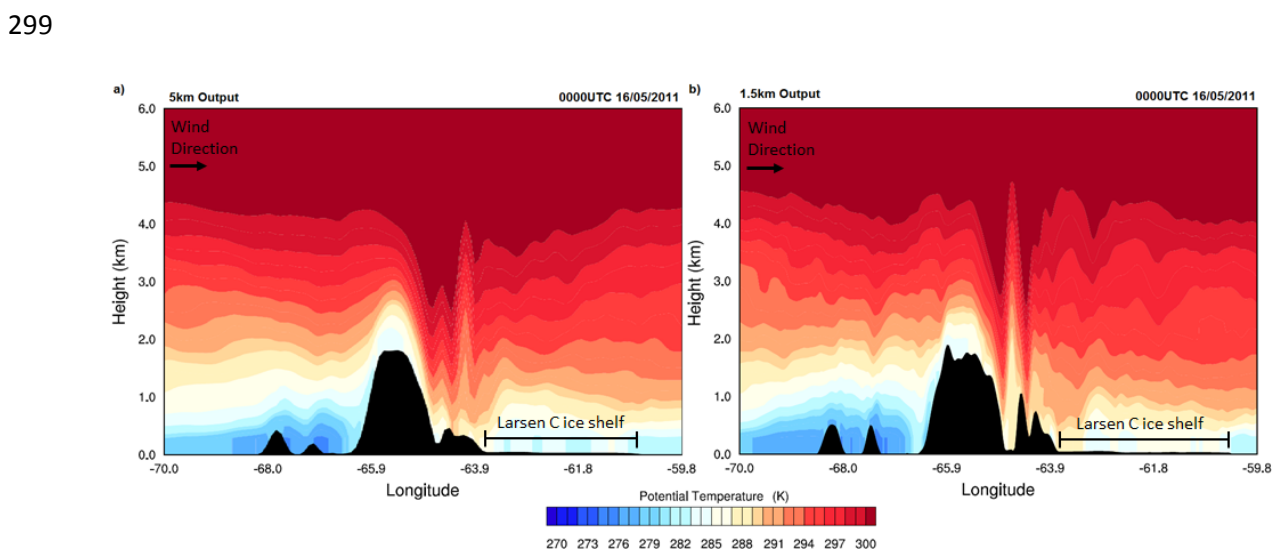 299
a) 5km Output 0000UTC 16/05/2011
Wind
Direction
6.0
5.0
4.0
3.0
2.0
1.0
0.0
Height (km)
Larsen C ice shelf
-70.0 -68.0 -65.9 -63.9 -61.8 -59.8
Longitude
b) 1.5km Output 0000UTC 16/05/2011
Wind
Direction
6.0
5.0
4.0
3.0
2.0
1.0
0.0
Height (km)
Larsen C ice shelf
-70.0 -68.0 -65.9 -63.9 -61.8 -59.8
Longitude
Potential Temperature (K)
270 273 276 279 282 285 288 291 294 297 300